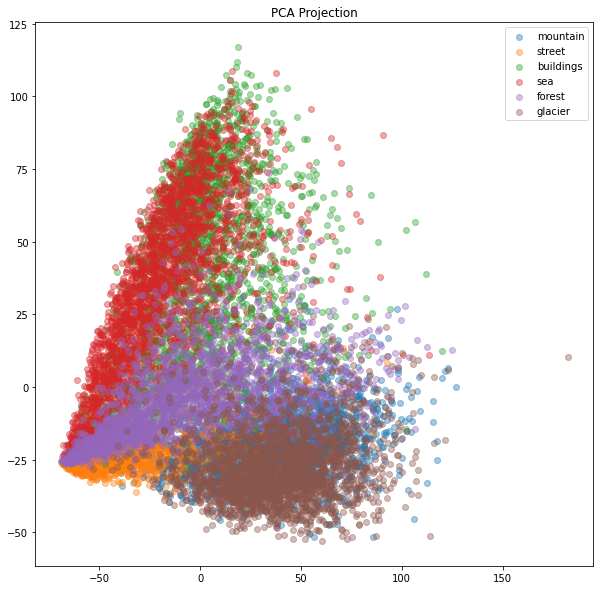 PCA Projection
125
100
75
50
25
0
−25
−50
−50
0
50
100
150
mountain
street
buildings
sea
forest
glacier